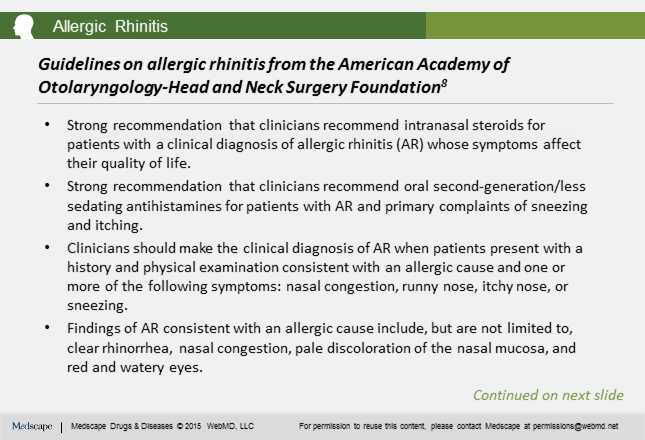 Allergic Rhinitis
Guidelines on allergic rhinitis from the American Academy of
Otolaryngology-Head and Neck Surgery Foundation8
• Strong recommendation that clinicians recommend intranasal steroids for
patients with a clinical diagnosis of allergic rhinitis (AR) whose symptoms affect
their quality of life.
• Strong recommendation that clinicians recommend oral second-generation/less
sedating antihistamines for patients with AR and primary complaints of sneezing
and itching.
• Clinicians should make the clinical diagnosis of AR when patients present with a
history and physical examination consistent with an allergic cause and one or
more of the following symptoms: nasal congestion, runny nose, itchy nose, or
sneezing.
• Findings of AR consistent with an allergic cause include, but are not limited to,
clear rhinorrhea, nasal congestion, pale discoloration of the nasal mucosa, and
red and watery eyes.
Continued on next slide
Medscape | Medscape Drugs & Diseases © 2015 WebMD, LLC For permission to reuse this content, please contact Medscape at permissions@webmd.net